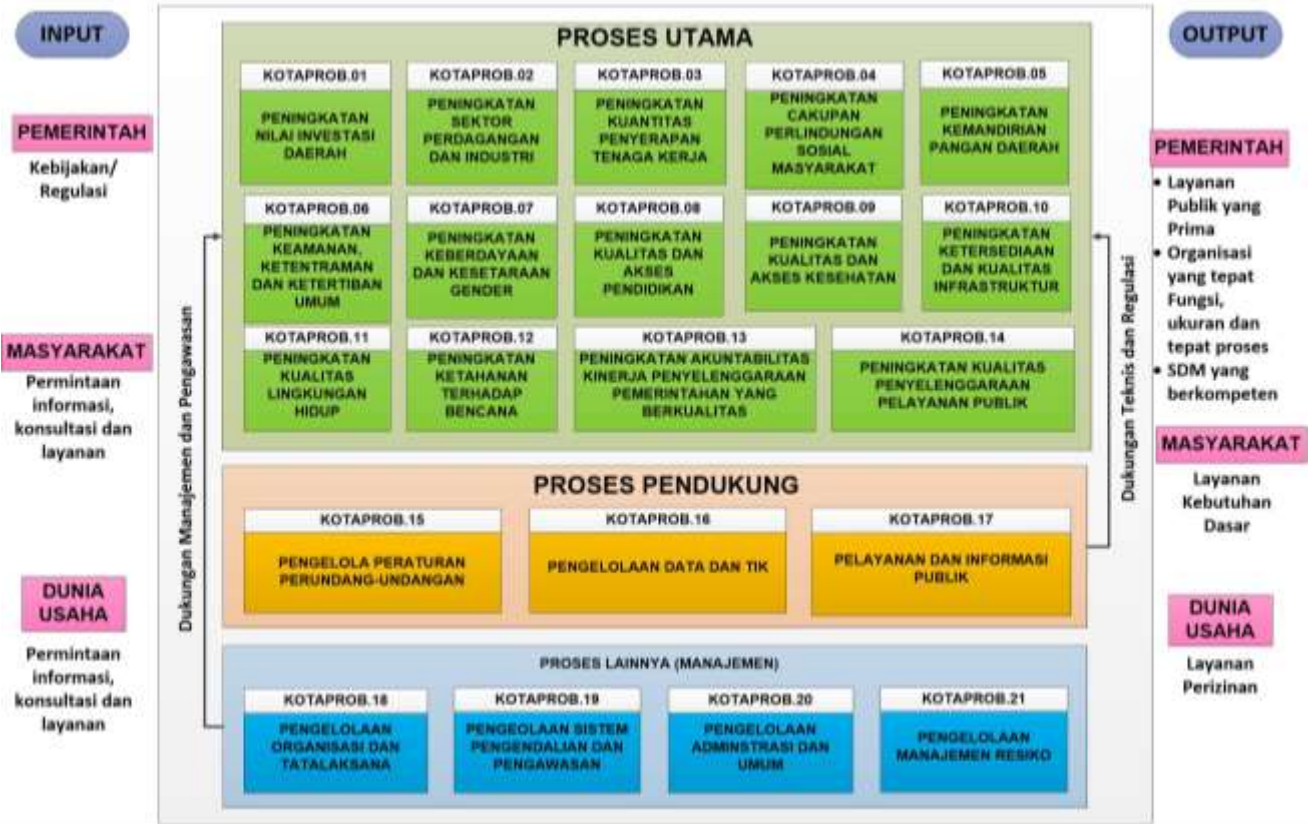 INPUT
PEMERINTAH
Kebijakan/
Regulasi
MASYARAKAT
Permintaan
informasi,
konsultasi dan
layanan
DUNIA
USAHA
Permintaan
informasi,
konsultasi dan
layanan
Dukungan Manajemen dan Pengawasan
PROSES UTAMA
KOTAPROB.01
PENINGKATAN
NILAI INVESTASI
DAERAH
KOTAPROB.02
PENINGKATAN
SEKTOR
PERDAGANGAN
DAN INDUSTRI
KOTAPROB.03
PENINGKATAN
KUANTITAS
PENYERAPAN
TENAGA KERJA
KOTAPROB.04
PENINGKATAN
CAKUPAN
PERLINDUNGAN
SOSIAL
MASYARAKAT
KOTAPROB.05
PENINGKATAN
KEMANDIRIAN
PANGAN DAERAH
KOTAPROB.06
PENINGKATAN
KEAMANAN,
KETENTRAMAN
DAN KETERTIBAN
UMUM
KOTAPROB.07
PENINGKATAN
KEBERDAYAAN
DAN KESETARAAN
GENDER
KOTAPROB.08
PENINGKATAN
KUALITAS DAN
AKSES
PENDIDIKAN
KOTAPROB.09
PENINGKATAN
KUALITAS DAN
AKSES KESEHATAN
KOTAPROB.10
PENINGKATAN
KETERSEDIAAN
DAN KUALITAS
INFRASTRUKTUR
KOTAPROB.11
PENINGKATAN
KUALITAS
LINGKUNGAN
HIDUP
KOTAPROB.12
PENINGKATAN
KETAHANAN
TERHADAP
BENCANA
KOTAPROB.13
PENINGKATAN AKUNTABILITAS
KINERJA PENYELENGGARAAN
PEMERINTAHAN YANG
BERKUALITAS
KOTAPROB.14
PENINGKATAN KUALITAS
PENYELENGGARAAN
PELAYANAN PUBLIK
PROSES PENDUKUNG
KOTAPROB.15
PENGELOLA PERATURAN
PERUNDANG-UNDANGAN
KOTAPROB.16
PENGELOLAAN DATA DAN TIK
KOTAPROB.17
PELAYANAN DAN INFORMASI
PUBLIK
PROSES LAINNYA (MANAJEMEN)
KOTAPROB.18
PENGELOLAAN
ORGANISASI DAN
TATALAKSANA
KOTAPROB.19
PENGEOLAAN SISTEM
PENGENDALIAN DAN
PENGAWASAN
KOTAPROB.20
PENGELOLAAN
ADMINSTRASI DAN
UMUM
KOTAPROB.21
PENGELOLAAN
MANAJEMEN RESIKO
Dukungan Teknis dan Regulasi
OUTPUT
PEMERINTAH
• Layanan
Publik yang
Prima
• Organisasi
yang tepat
Fungsi,
ukuran dan
tepat proses
• SDM yang
berkompeten
MASYARAKAT
Layanan
Kebutuhan
Dasar
DUNIA
USAHA
Layanan
Perizinan